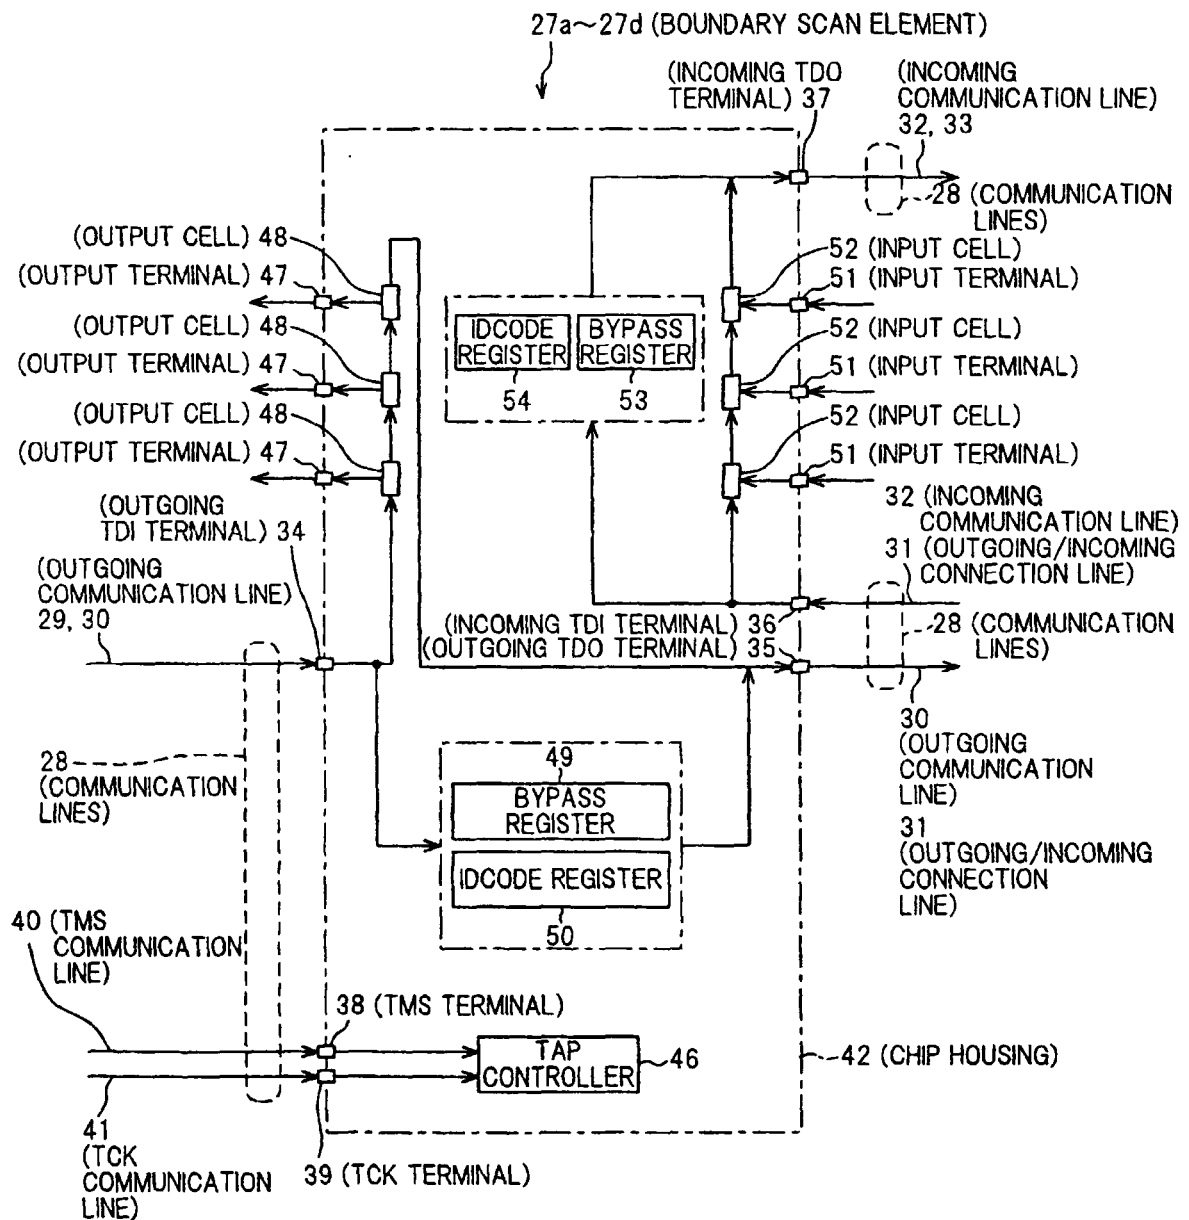 27a~27d (BOUNDARY SCAN ELEMENT)
(INCOMING TDO
TERMINAL) 37
(INCOMING
COMMUNICATION LINE)
32, 33
28 (COMMUNICATION
LINES)
(OUTPUT CELL) 48
(OUTPUT TERMINAL) 47
(OUTPUT CELL) 48
(OUTPUT TERMINAL) 47
(OUTPUT CELL) 48
(OUTPUT TERMINAL) 47
52 (INPUT CELL)
51 (INPUT TERMINAL)
52 (INPUT CELL)
51 (INPUT TERMINAL)
52 (INPUT CELL)
51 (INPUT TERMINAL)
IDCODE
REGISTER
54
BYPASS
REGISTER
53
(OUTGOING
TDI TERMINAL) 34
(OUTGOING
COMMUNICATION LINE)
29, 30
32 (INCOMING
COMMUNICATION LINE)
31 (OUTGOING/INCOMING
CONNECTION LINE)
(INCOMING TDI TERMINAL) 36
(OUTGOING TDO TERMINAL) 35
28 (COMMUNICATION
LINES)
30
(OUTGOING
COMMUNICATION
LINE)
31
(OUTGOING/INCOMING
CONNECTION
LINE)
28
(COMMUNICATION
LINES)
49
BYPASS
REGISTER
IDCODE REGISTER
50
40 (TMS
COMMUNICATION
LINE)
38 (TMS TERMINAL)
TAP
CONTROLLER
46
42 (CHIP HOUSING)
41
(TCK
COMMUNICATION
LINE)
39 (TCK TERMINAL)